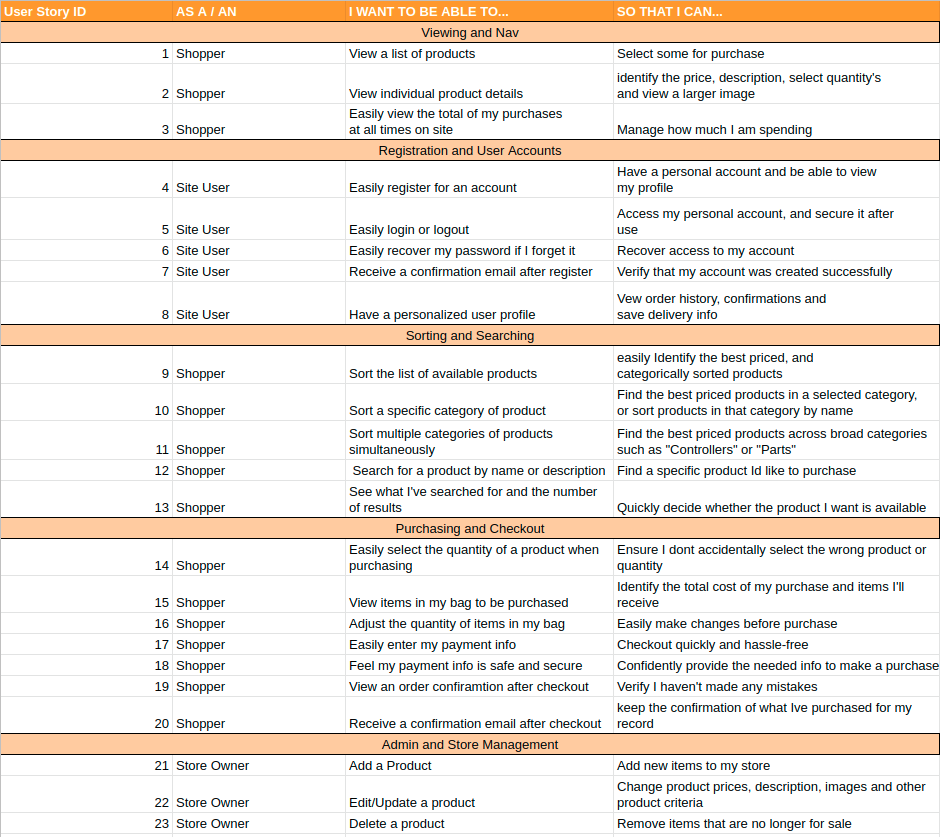 User Story ID AS A / AN I WANT TO BE ABLE TO... SO THAT I CAN...
Viewing and Nav
1 Shopper View a list of products Select some for purchase
2 Shopper View individual product details identify the price, description, select quantity's
and view a larger image
3 Shopper Easily view the total of my purchases
at all times on site Manage how much I am spending
Registration and User Accounts
4 Site User Easily register for an account Have a personal account and be able to view
my profile
5 Site User Easily login or logout Access my personal account, and secure it after
use
6 Site User Easily recover my password if I forget it Recover access to my account
7 Site User Receive a confirmation email after register Verify that my account was created successfully
8 Site User Have a personalized user profile Vew order history, confirmations and
save delivery info
Sorting and Searching
9 Shopper Sort the list of available products easily Identify the best priced, and
categorically sorted products
10 Shopper Sort a specific category of product Find the best priced products in a selected category,
or sort products in that category by name
11 Shopper Sort multiple categories of products
simultaneously Find the best priced products across broad categories
such as "Controllers" or "Parts"
12 Shopper Search for a product by name or description Find a specific product Id like to purchase
13 Shopper See what I've searched for and the number
of results Quickly decide whether the product I want is available
Purchasing and Checkout
14 Shopper Easily select the quantity of a product when
purchasing Ensure I dont accidentally select the wrong product or
quantity
15 Shopper View items in my bag to be purchased Identify the total cost of my purchase and items I'll
receive
16 Shopper Adjust the quantity of items in my bag Easily make changes before purchase
17 Shopper Easily enter my payment info Checkout quickly and hassle-free
18 Shopper Feel my payment info is safe and secure Confidently provide the needed info to make a purchase
19 Shopper View an order confiramtion after checkout Verify I haven't made any mistakes
20 Shopper Receive a confirmation email after checkout keep the confirmation of what Ive purchased for my
record
Admin and Store Management
21 Store Owner Add a Product Add new items to my store
22 Store Owner Edit/Update a product Change product prices, description, images and other
product criteria
23 Store Owner Delete a product Remove items that are no longer for sale